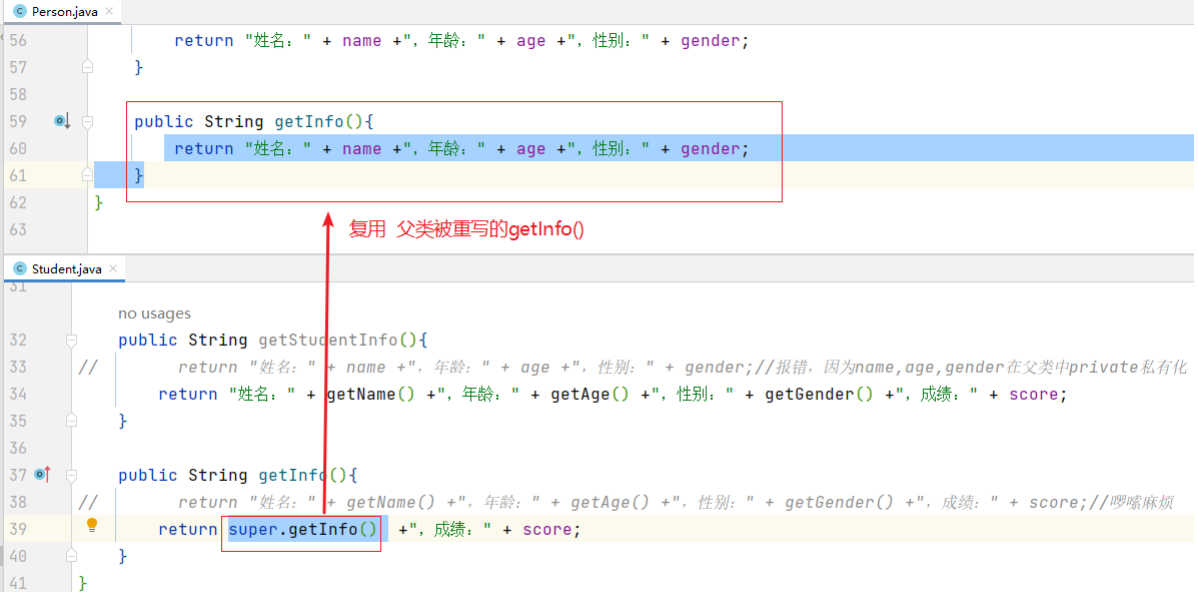 Person.java
56 return "姓名：" + name +"，年龄：" + age +"，性别：" + gender;
57 }
58
59 public String getInfo(){
60 return "姓名：" + name +"，年龄：" + age +"，性别：" + gender;
61 }
62 }
63
复用 父类被重写的getInfo()
Student.java
31
no usages
32 public String getStudentInfo(){
33 // return "姓名：" + name +"，年龄：" + age +"，性别：" + gender;//报错，因为name,age,gender在父类中private私有化
34 return "姓名：" + getName() +"，年龄：" + getAge() +"，性别：" + getGender() +"，成绩：" + score;
35 }
36
37 public String getInfo(){
38 // return "姓名：" + getName() +"，年龄：" + getAge() +"，性别：" + getGender() +"，成绩：" + score;//啰嗦麻烦
39 return super.getInfo() +"，成绩：" + score;
40 }
41 }